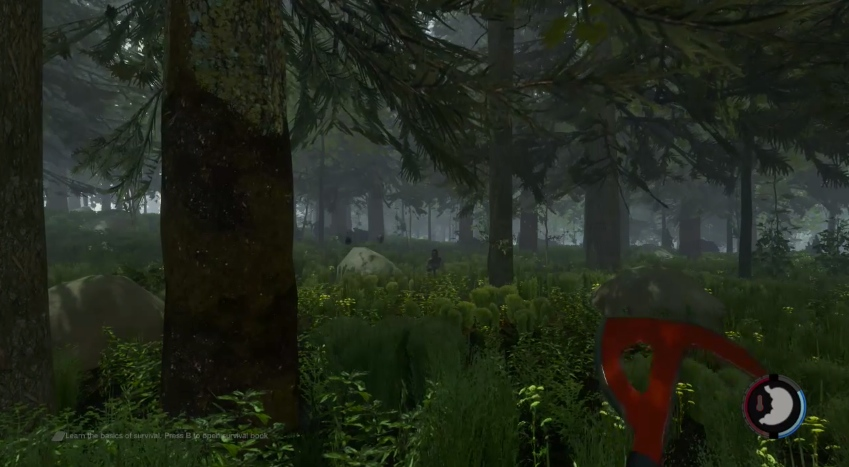 Learn the basics of survival. Press B to open survival book.